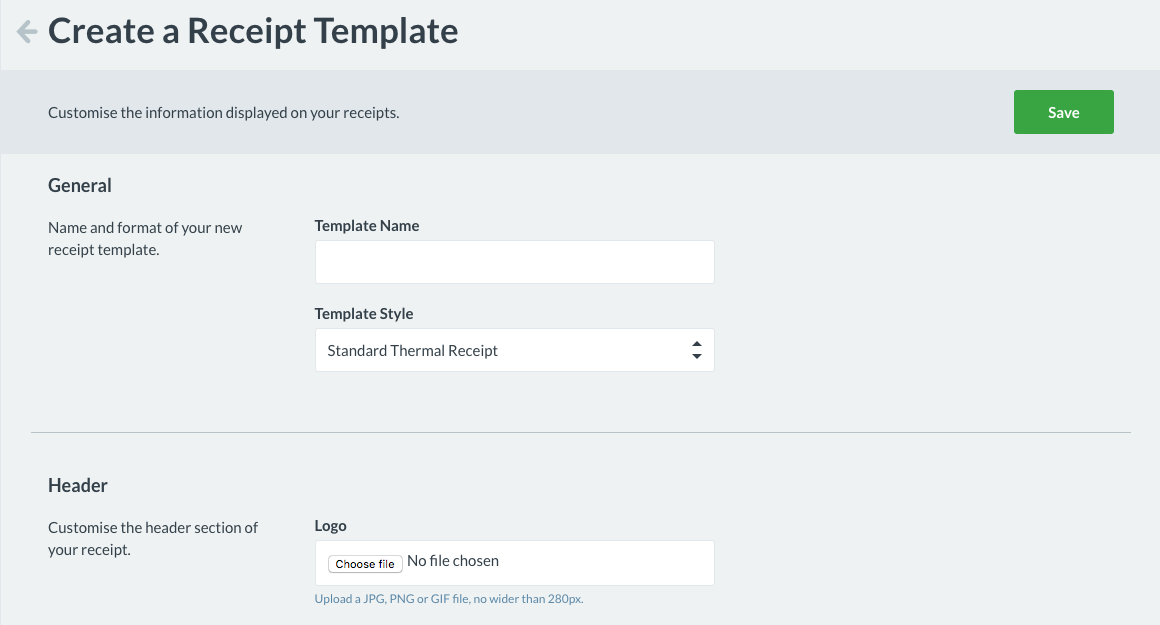 Create a Receipt Template
Customise the information displayed on your receipts.
Save
General
Name and format of your new
receipt template.
Template Name
Template Style
Standard Thermal Receipt
Header
Customise the header section of
your receipt.
Logo
Choose file No file chosen
Upload a JPG, PNG or GIF file, no wider than 280px.